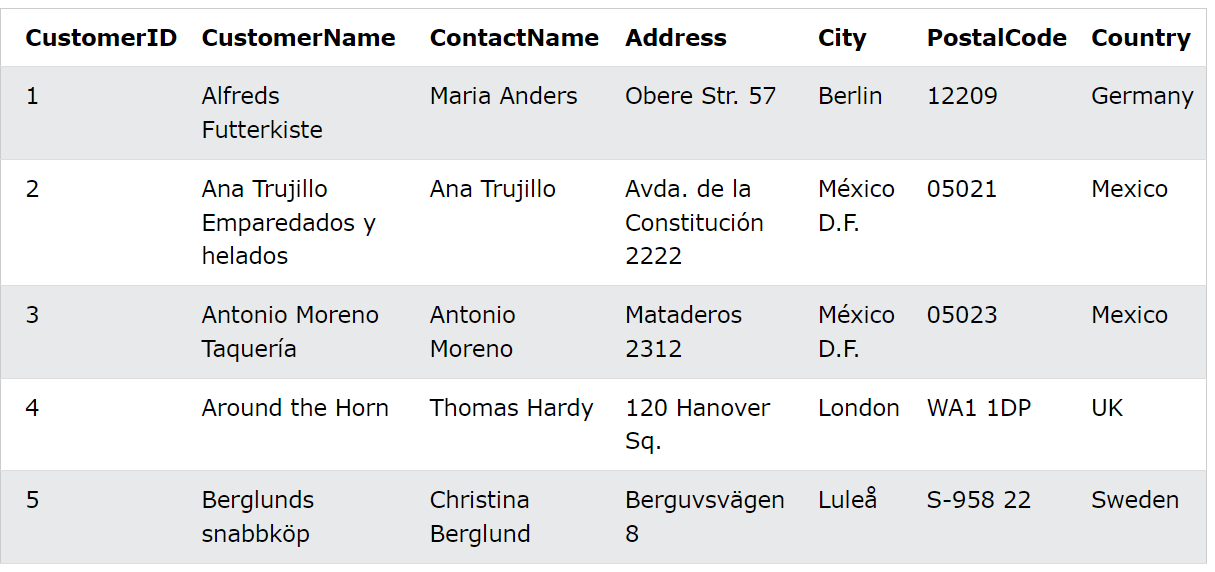 CustomerID CustomerName ContactName Address City PostalCode Country
1 Alfreds Maria Anders Obere Str. 57 Berlin 12209 Germany
Futterkiste
2 Ana Trujillo Ana Trujillo Avda. de la México 05021 Mexico
Emparedados y Constitución D.F.
helados 2222
3 Antonio Moreno Antonio Mataderos México 05023 Mexico
Taquería Moreno 2312 D.F.
4 Around the Horn Thomas Hardy 120 Hanover London WA1 1DP UK
Sq.
5 Berglunds Christina Berguvsvägen Luleå S-958 22 Sweden
snabbköp Berglund 8